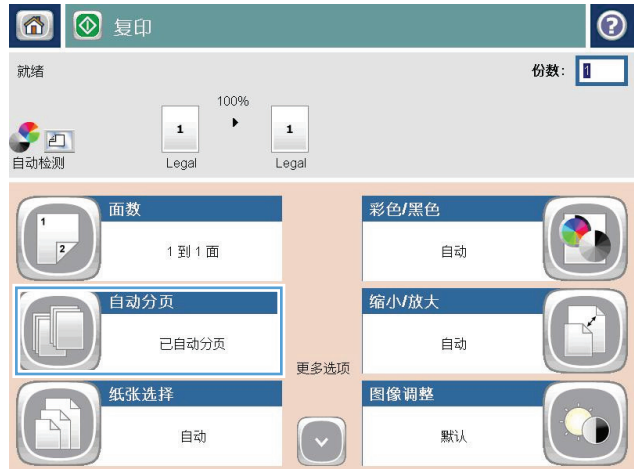 复印
就绪
份数: 1
100%
1
1
自动检测
Legal
Legal
面数
1
2
1 到 1 面
彩色/黑色
自动
自动分页
已自动分页
缩小/放大
自动
更多选项
纸张选择
自动
图像调整
默认